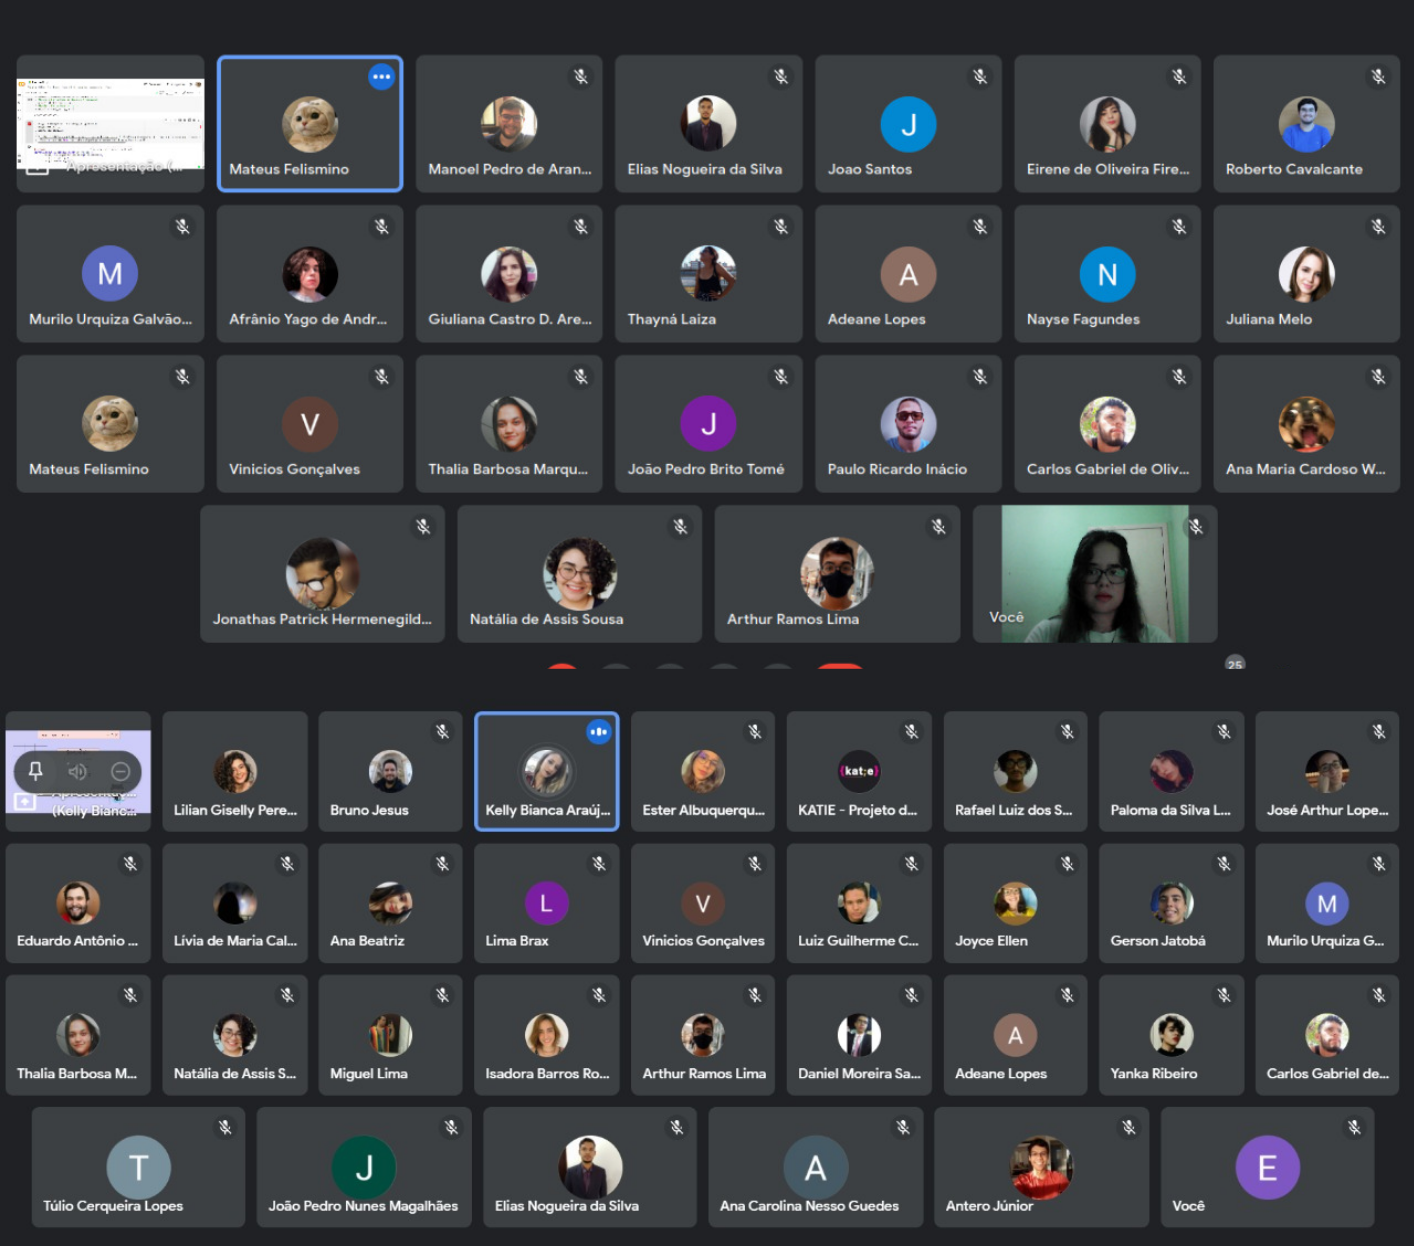 Apresentação (...
Mateus Felismino
Manoel Pedro de Aran...
Elias Nogueira da Silva
J
Joao Santos
Eirene de Oliveira Fire...
Roberto Cavalcante
M
Murilo Urquiza Galvão...
Afrânio Yago de Andr...
Giuliana Castro D. Are...
Thayná Laiza
A
Adeane Lopes
N
Nayse Fagundes
Juliana Melo
Mateus Felismino
V
Vinicios Gonçalves
Thalia Barbosa Marqu...
J
João Pedro Brito Tomé
Paulo Ricardo Inácio
Carlos Gabriel de Oliv...
Ana Maria Cardoso W...
Jonathas Patrick Hermenegild...
Natália de Assis Sousa
Arthur Ramos Lima
Você
25
Apresentaç...
(Kelly Bianc...
Lilian Giselly Pere...
Bruno Jesus
Kelly Bianca Araúj...
Ester Albuquerqu...
{kat;e}
KATIE - Projeto d...
Rafael Luiz dos S...
Paloma da Silva L...
José Arthur Lope...
Eduardo Antônio ...
Lívia de Maria Cal...
Ana Beatriz
L
Lima Brax
V
Vinicios Gonçalves
Luiz Guilherme C...
Joyce Ellen
Gerson Jatobá
M
Murilo Urquiza G...
Thalia Barbosa M...
Natália de Assis S...
Miguel Lima
Isadora Barros Ro...
Arthur Ramos Lima
Daniel Moreira Sa...
A
Adeane Lopes
Yanka Ribeiro
Carlos Gabriel de...
T
Túlio Cerqueira Lopes
J
João Pedro Nunes Magalhães
Elias Nogueira da Silva
A
Ana Carolina Nesso Guedes
Antero Júnior
E
Você